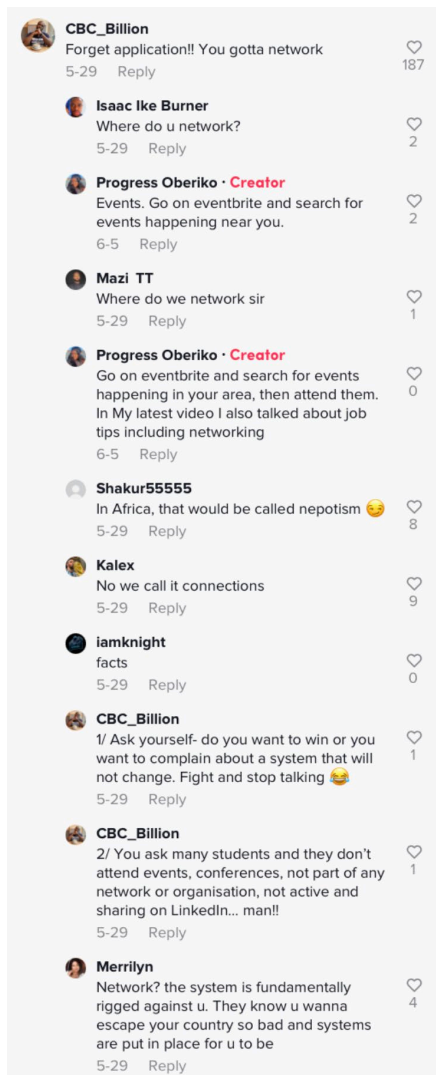 CBC_Billion
Forget application!! You gotta network
5-29 Reply
187
Isaac Ike Burner
Where do u network?
5-29 Reply
2
Progress Oberiko · Creator
Events. Go on eventbrite and search for
events happening near you.
6-5 Reply
2
Mazi TT
Where do we network sir
5-29 Reply
1
Progress Oberiko · Creator
Go on eventbrite and search for events
happening in your area, then attend them.
In My latest video I also talked about job
tips including networking
6-5 Reply
0
Shakur55555
In Africa, that would be called nepotism 😏
5-29 Reply
8
Kalex
No we call it connections
5-29 Reply
9
iamknight
facts
5-29 Reply
0
CBC_Billion
1/ Ask yourself- do you want to win or you
want to complain about a system that will
not change. Fight and stop talking 😂
5-29 Reply
1
CBC_Billion
2/ You ask many students and they don’t
attend events, conferences, not part of any
network or organisation, not active and
sharing on LinkedIn... man!!
5-29 Reply
1
Merrilyn
Network? the system is fundamentally
rigged against u. They know u wanna
escape your country so bad and systems
are put in place for u to be
5-29 Reply
4